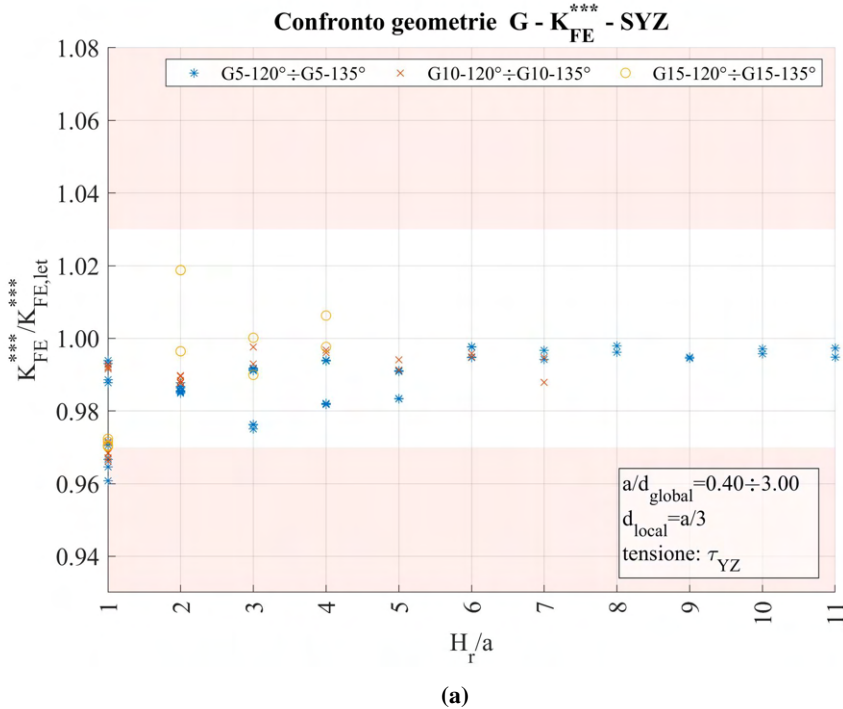 Confronto geometrie G - K***FE - SYZ
G5-120°÷G5-135° G10-120°÷G10-135° G15-120°÷G15-135°
1.08
1.06
1.04
1.02
1.00
0.98
0.96
0.94
K***FE/K***FE,let
a/dglobal=0.40÷3.00
dlocal=a/3
tensione: τYZ
1 2 3 4 5 6 7 8 9 10 11
Hr/a
(a)